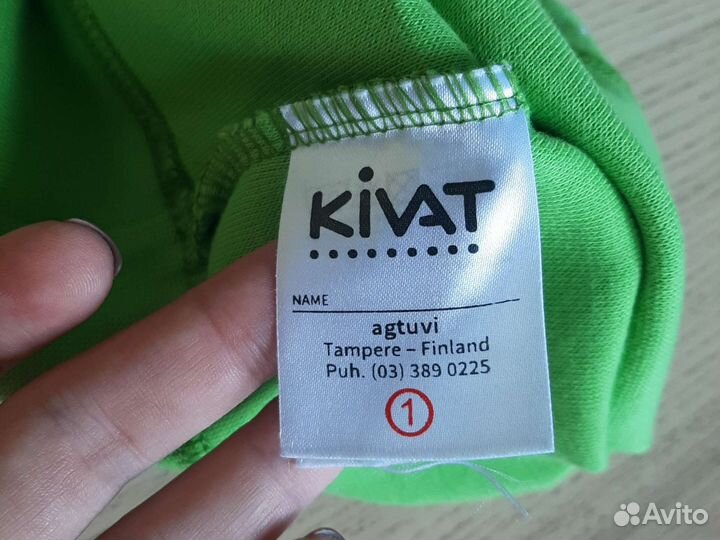 KiVAT
NAME
agtuvi
Tampere – Finland
Puh. (03) 389 0225
1
Avito